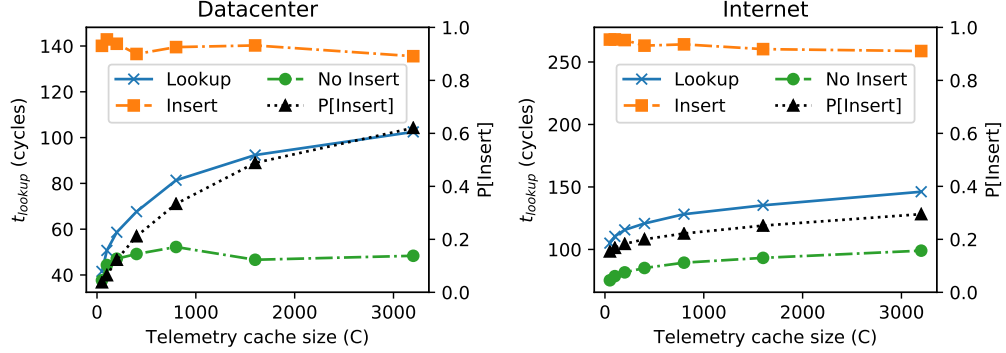 Datacenter
140
120
100
80
60
40
t_lookup (cycles)
Lookup
Insert
No Insert
P[Insert]
1.0
0.8
0.6
0.4
0.2
0.0
P[Insert]
0 1000 2000 3000
Telemetry cache size (C)
Internet
250
200
150
100
t_lookup (cycles)
Lookup
Insert
No Insert
P[Insert]
1.0
0.8
0.6
0.4
0.2
0.0
P[Insert]
0 1000 2000 3000
Telemetry cache size (C)